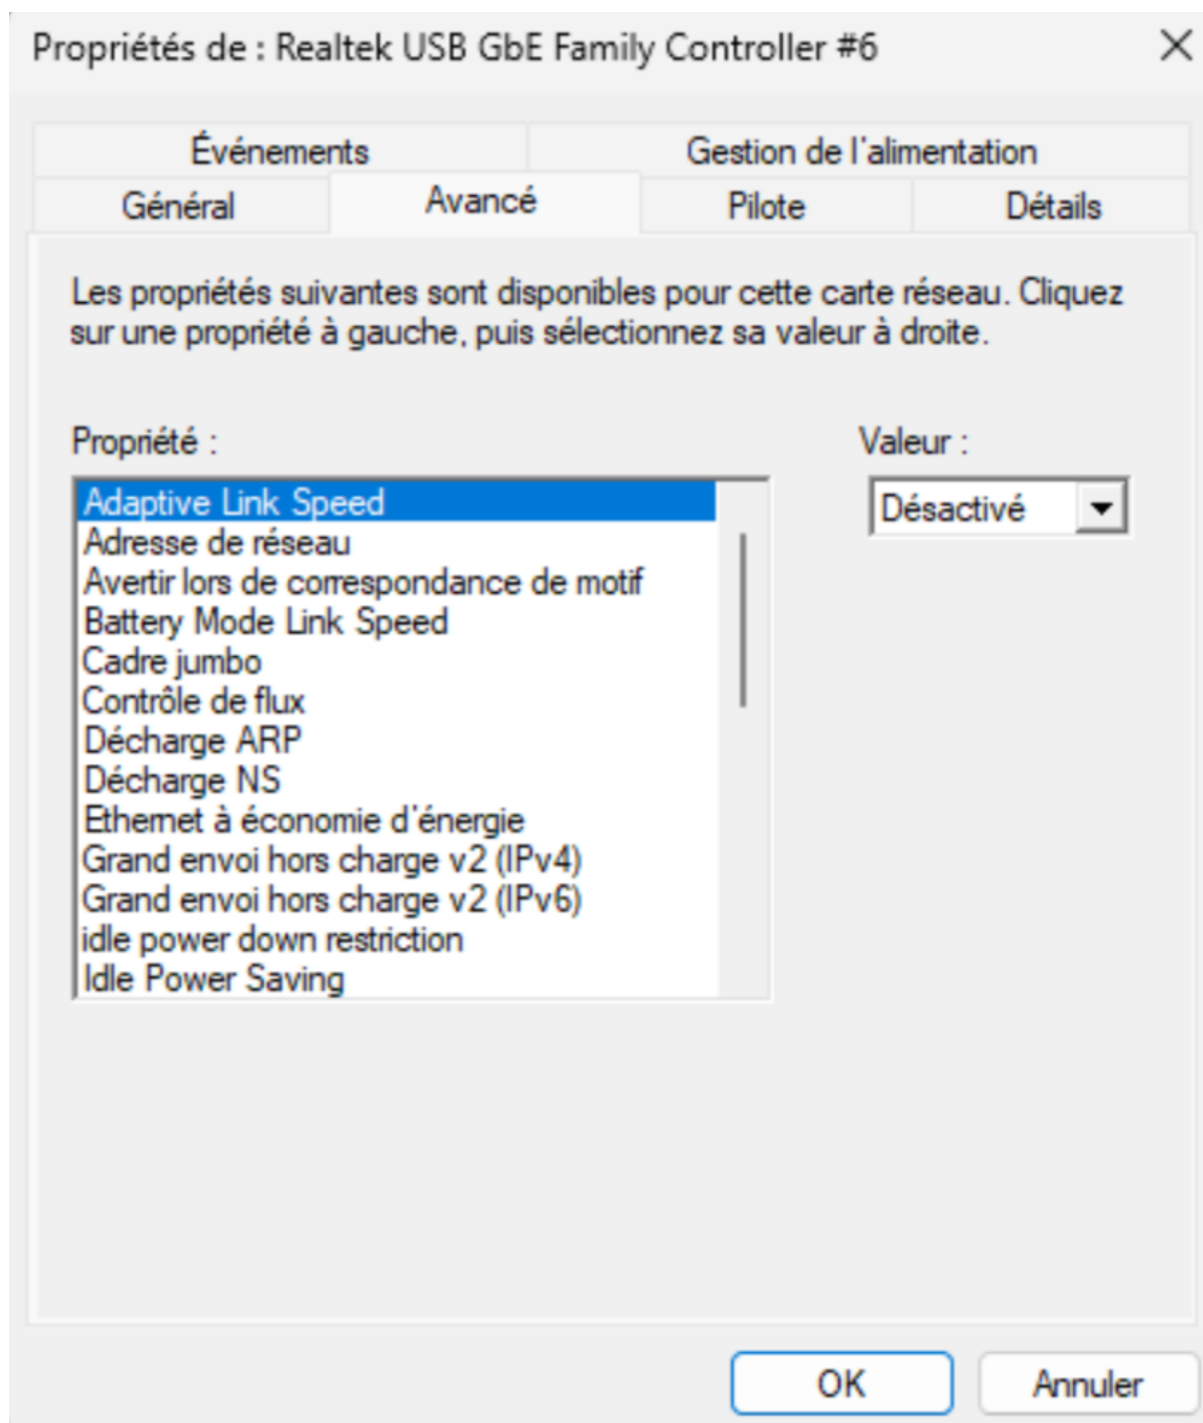 Propriétés de : Realtek USB GbE Family Controller #6
Événements
Gestion de l'alimentation
Général
Avancé
Pilote
Détails
Les propriétés suivantes sont disponibles pour cette carte réseau. Cliquez
sur une propriété à gauche, puis sélectionnez sa valeur à droite.
Propriété :
Valeur :
Adaptive Link Speed
Désactivé
Adresse de réseau
Avertir lors de correspondance de motif
Battery Mode Link Speed
Cadre jumbo
Contrôle de flux
Décharge ARP
Décharge NS
Ethernet à économie d'énergie
Grand envoi hors charge v2 (IPv4)
Grand envoi hors charge v2 (IPv6)
idle power down restriction
Idle Power Saving
OK
Annuler